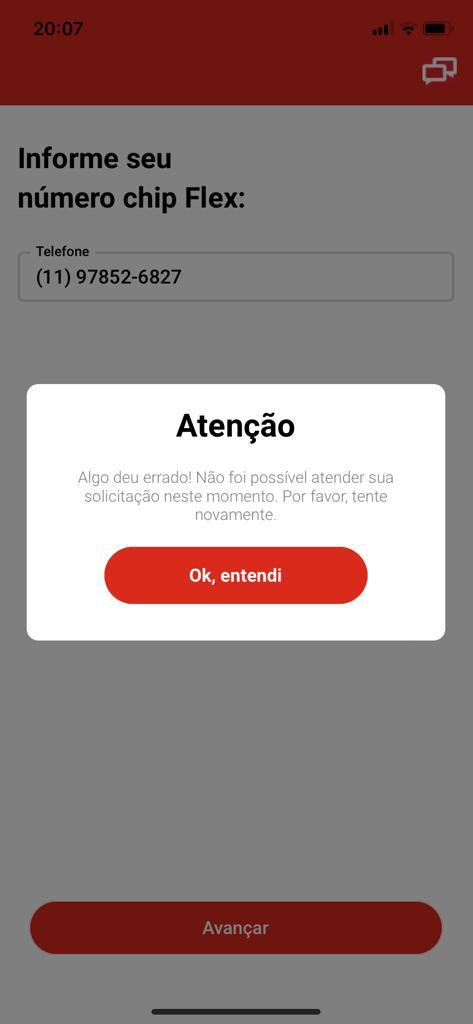 20:07
Informe seu
número chip Flex:
Telefone
(11) 97852-6827
Atenção
Algo deu errado! Não foi possível atender sua
solicitação neste momento. Por favor, tente
novamente.
Ok, entendi
Avançar